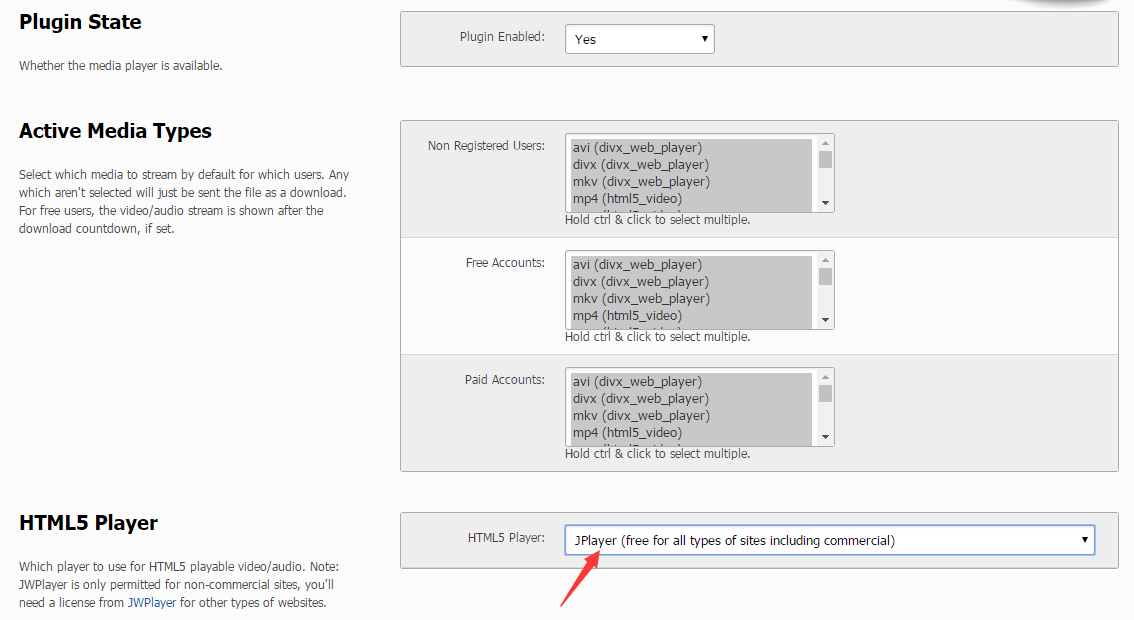 Plugin State
Whether the media player is available.
Plugin Enabled:
Yes
Active Media Types
Select which media to stream by default for which users. Any
which aren't selected will just be sent the file as a download.
For free users, the video/audio stream is shown after the
download countdown, if set.
Non Registered Users:
avi (divx_web_player)
divx (divx_web_player)
mkv (divx_web_player)
mp4 (html5_video)
Hold ctrl & click to select multiple.
Free Accounts:
avi (divx_web_player)
divx (divx_web_player)
mkv (divx_web_player)
mp4 (html5_video)
Hold ctrl & click to select multiple.
Paid Accounts:
avi (divx_web_player)
divx (divx_web_player)
mkv (divx_web_player)
mp4 (html5_video)
Hold ctrl & click to select multiple.
HTML5 Player
Which player to use for HTML5 playable video/audio. Note:
JWPlayer is only permitted for non-commercial sites, you'll
need a license from JWPlayer for other types of websites.
HTML5 Player:
JPlayer (free for all types of sites including commercial)